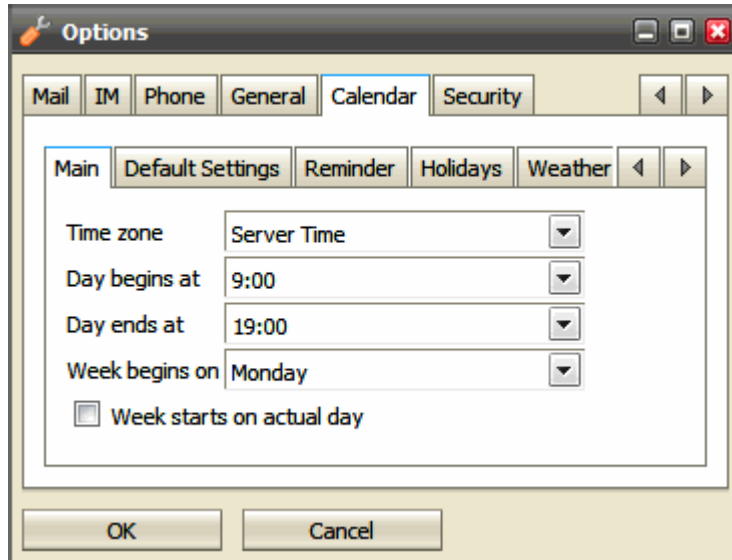 Options
Mail IM Phone General Calendar Security
Main Default Settings Reminder Holidays Weather
Time zone Server Time
Day begins at 9:00
Day ends at 19:00
Week begins on Monday
Week starts on actual day
OK Cancel